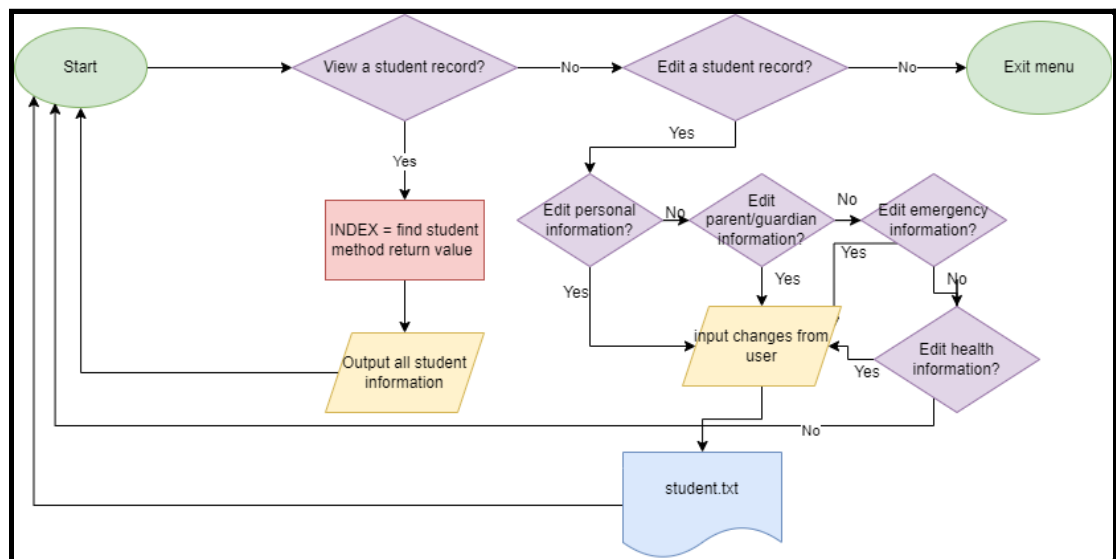 Start
View a student record?
No
Edit a student record?
No
Exit menu
Yes
Yes
INDEX = find student
method return value
Edit personal
information?
No
Edit
parent/guardian
information?
No
Edit emergency
information?
Yes
Yes
Yes
No
Output all student
information
input changes from
user
Yes
Edit health
information?
No
student.txt